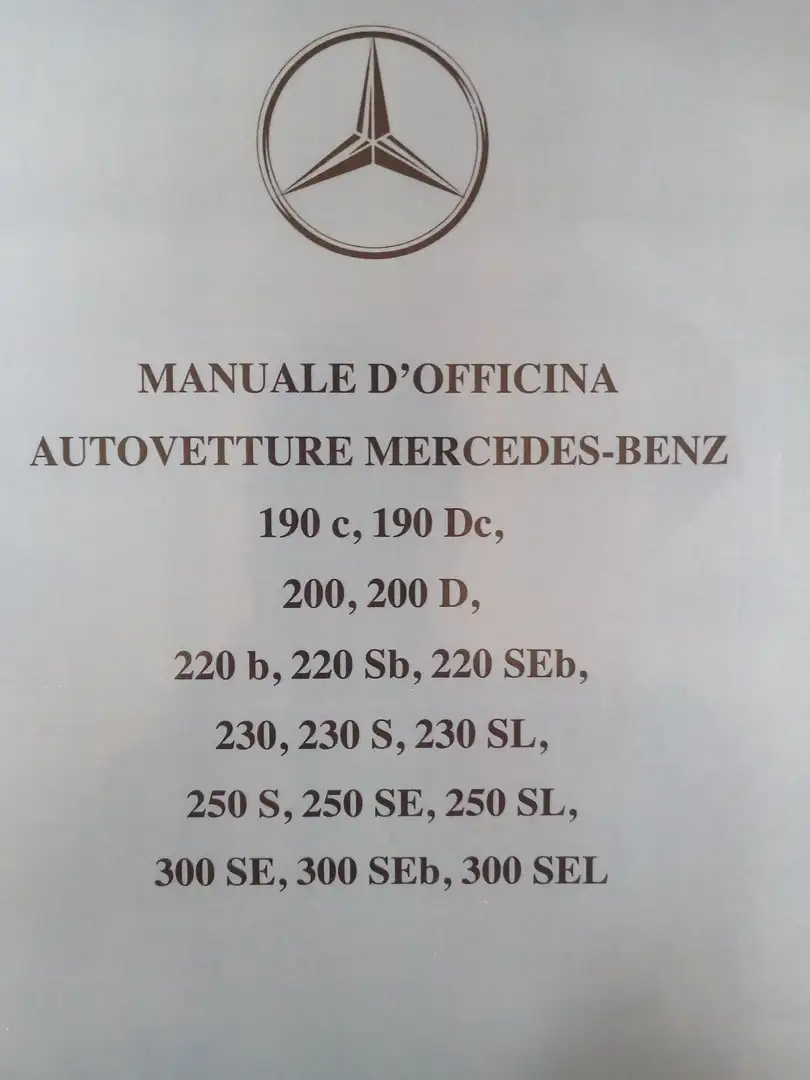 MANUALE D’OFFICINA
AUTOVETTURE MERCEDES-BENZ
190 c, 190 Dc,
200, 200 D,
220 b, 220 Sb, 220 SEb,
230, 230 S, 230 SL,
250 S, 250 SE, 250 SL,
300 SE, 300 SEb, 300 SEL